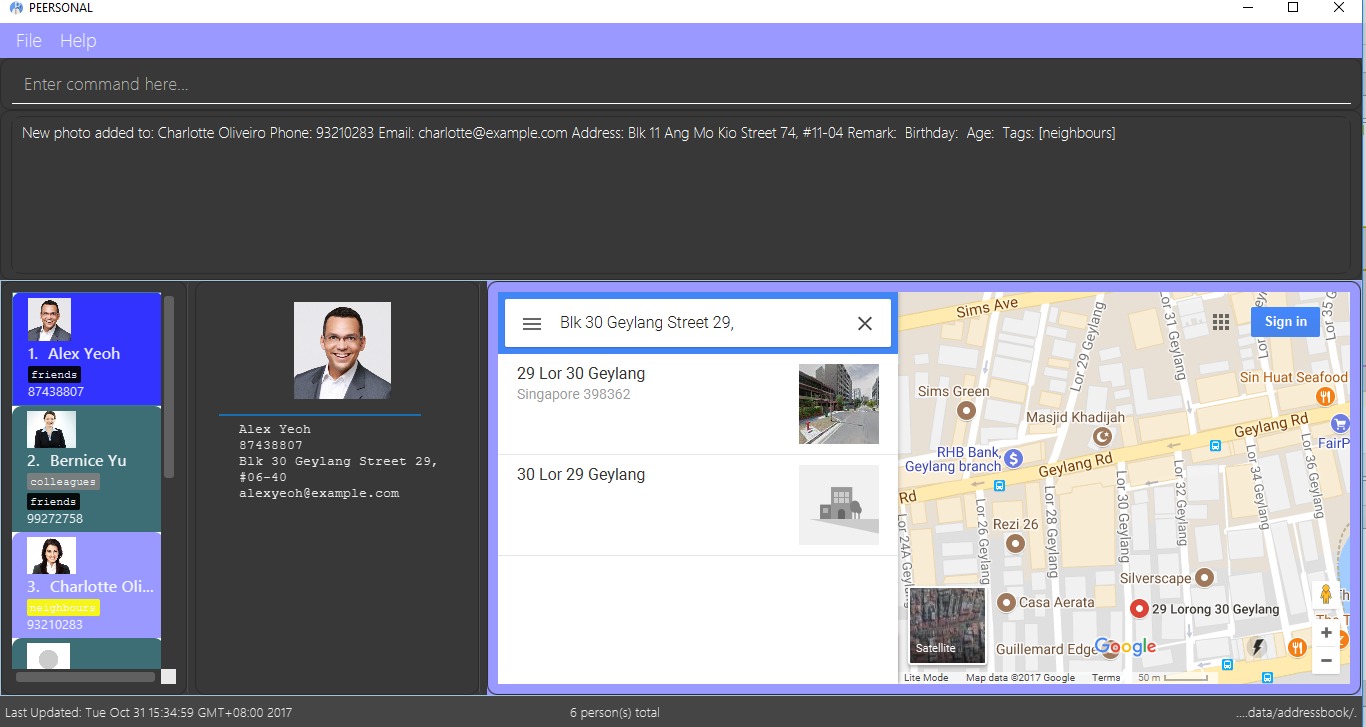 PEERSONAL
File Help
Enter command here...
New photo added to: Charlotte Oliveiro Phone: 93210283 Email: charlotte@example.com Address: Blk 11 Ang Mo Kio Street 74, #11-04 Remark: Birthday: Age: Tags: [neighbours]
1. Alex Yeoh
friends
87438807
2. Bernice Yu
colleagues
friends
99272758
3. Charlotte Oli...
neighbours
93210283
Alex Yeoh
87438807
Blk 30 Geylang Street 29,
#06-40
alexyeoh@example.com
Blk 30 Geylang Street 29,
29 Lor 30 Geylang
Singapore 398362
30 Lor 29 Geylang
Sims Ave
Lor 29 Geylang
Lor 31 Geylang
Sign in
Lor 35
Sin Huat Seafood
Sims Green
Masjid Khadijah
Geylang Rd
FairP
RHB Bank,
Geylang branch
Geylang Rd
Rd
Lor 24A Geylang
Lor 26 Geylang
Lor 28 Geylang
Lor 30 Geylang
Lor 32 Geylang
Lor 34 Geylang
Lor 36 Geylang
Rezi 26
Silverscape
Casa Aerata
29 Lorong 30 Geylang
Satellite
Guillemard Edge
Google
Lite Mode Map data ©2017 Google Terms 50 m
Last Updated: Tue Oct 31 15:34:59 GMT+08:00 2017
6 person(s) total
....data/addressbook/.